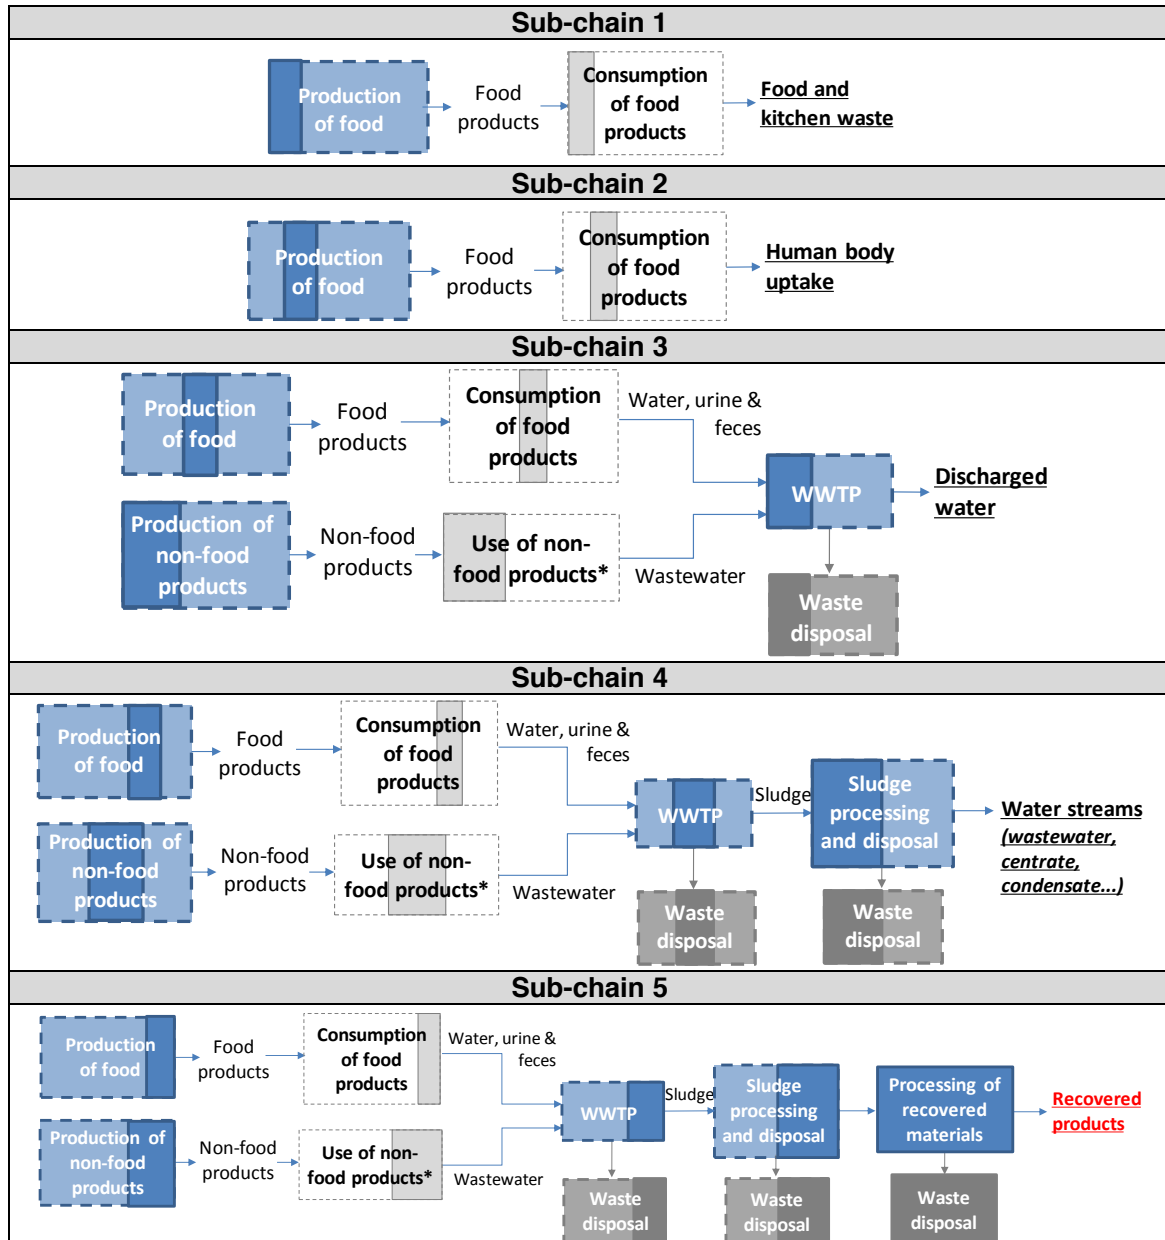 Sub-chain 1
Production
of food
Food
products
Consumption
of food
products
Food and
kitchen waste
Sub-chain 2
Production
of food
Food
products
Consumption
of food
products
Human body
uptake
Sub-chain 3
Production
of food
Food
products
Consumption
of food
products
Water, urine &
feces
Production of
non-food
products
Non-food
products
Use of non-
food products*
Wastewater
WWTP
Discharged
water
Waste
disposal
Sub-chain 4
Production
of food
Food
products
Consumption
of food
products
Water, urine &
feces
Production of
non-food
products
Non-food
products
Use of non-
food products*
Wastewater
WWTP
Sludge
Sludge
processing
and disposal
Water streams
(wastewater,
centrate,
condensate...)
Waste
disposal
Waste
disposal
Sub-chain 5
Production
of food
Food
products
Consumption
of food
products
Water, urine &
feces
Production of
non-food
products
Non-food
products
Use of non-
food products*
Wastewater
WWTP
Sludge
Sludge
processing
and disposal
Processing of
recovered
materials
Recovered
products
Waste
disposal
Waste
disposal
Waste
disposal